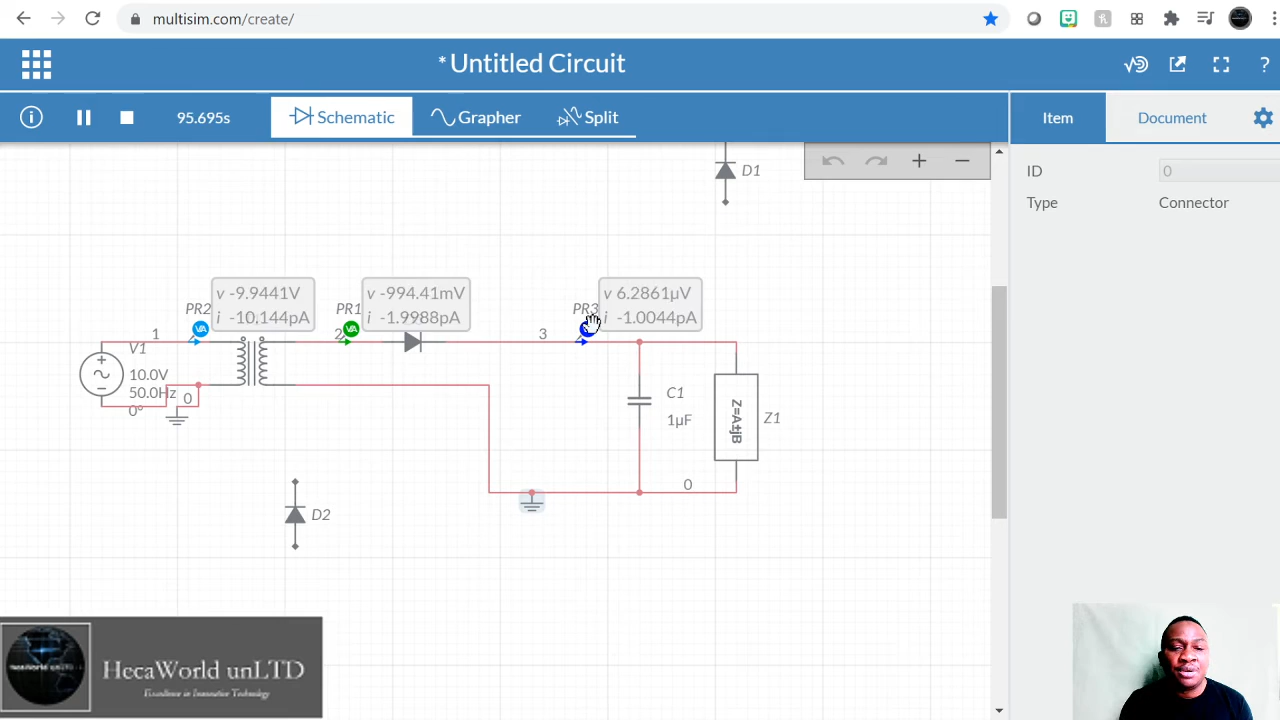 multisim.com/create/
* Untitled Circuit
?
95.695s
Schematic
Grapher
Split
Item
Document
ID
0
Type
Connector
D1
PR2
v -9.9441V
i -10.144pA
PR1
v -994.41mV
i -1.9988pA
PR3
v 6.2861µV
i -1.0044pA
1
2
3
V1
10.0V
50.0Hz
0°
0
C1
1µF
Z=A±jB
Z1
0
D2
HecaWorld unLTD
Excellence in Innovative Technology